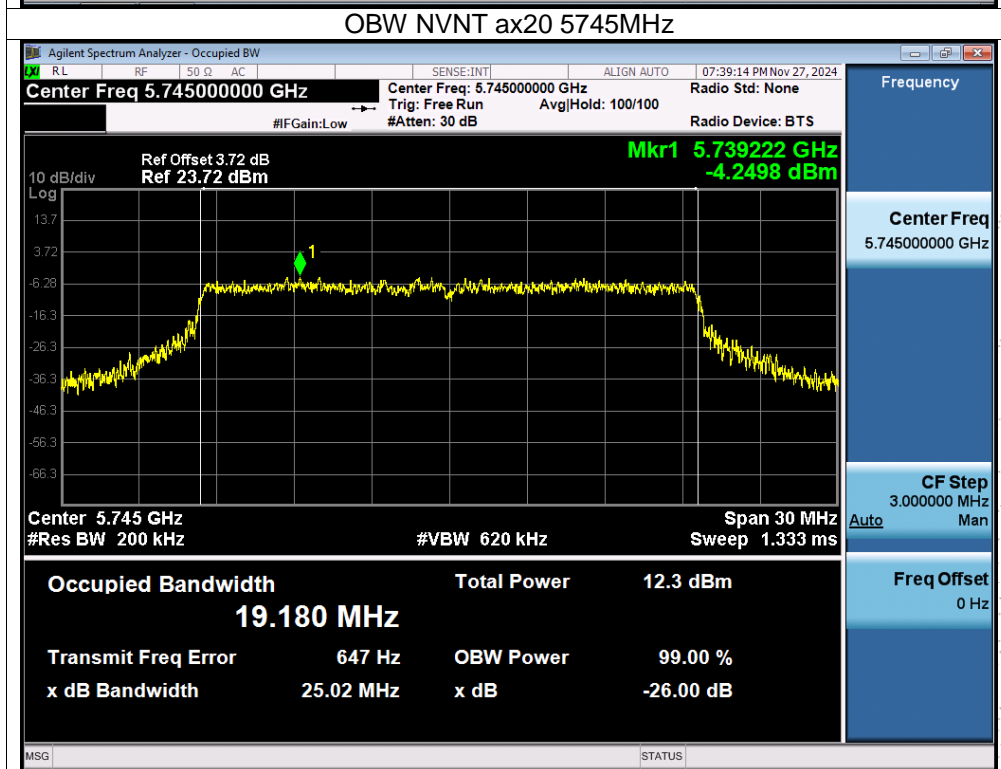 OBW NVNT ax20 5745MHz
Agilent Spectrum Analyzer - Occupied BW
LXI RL RF 50 Ω AC SENSE:INT ALIGN AUTO 07:39:14 PM Nov 27, 2024
Center Freq 5.745000000 GHz
Center Freq: 5.745000000 GHz Radio Std: None
Trig: Free Run Avg|Hold: 100/100
#IFGain:Low #Atten: 30 dB Radio Device: BTS
Ref Offset 3.72 dB
10 dB/div Ref 23.72 dBm
Mkr1 5.739222 GHz
-4.2498 dBm
Log
13.7
3.72
-6.28
-16.3
-26.3
-36.3
-46.3
-56.3
-66.3
1
Center 5.745 GHz Span 30 MHz
#Res BW 200 kHz #VBW 620 kHz Sweep 1.333 ms
Occupied Bandwidth Total Power 12.3 dBm
19.180 MHz
Transmit Freq Error 647 Hz OBW Power 99.00 %
x dB Bandwidth 25.02 MHz x dB -26.00 dB
Frequency
Center Freq
5.745000000 GHz
CF Step
3.000000 MHz
Auto Man
Freq Offset
0 Hz
MSG STATUS